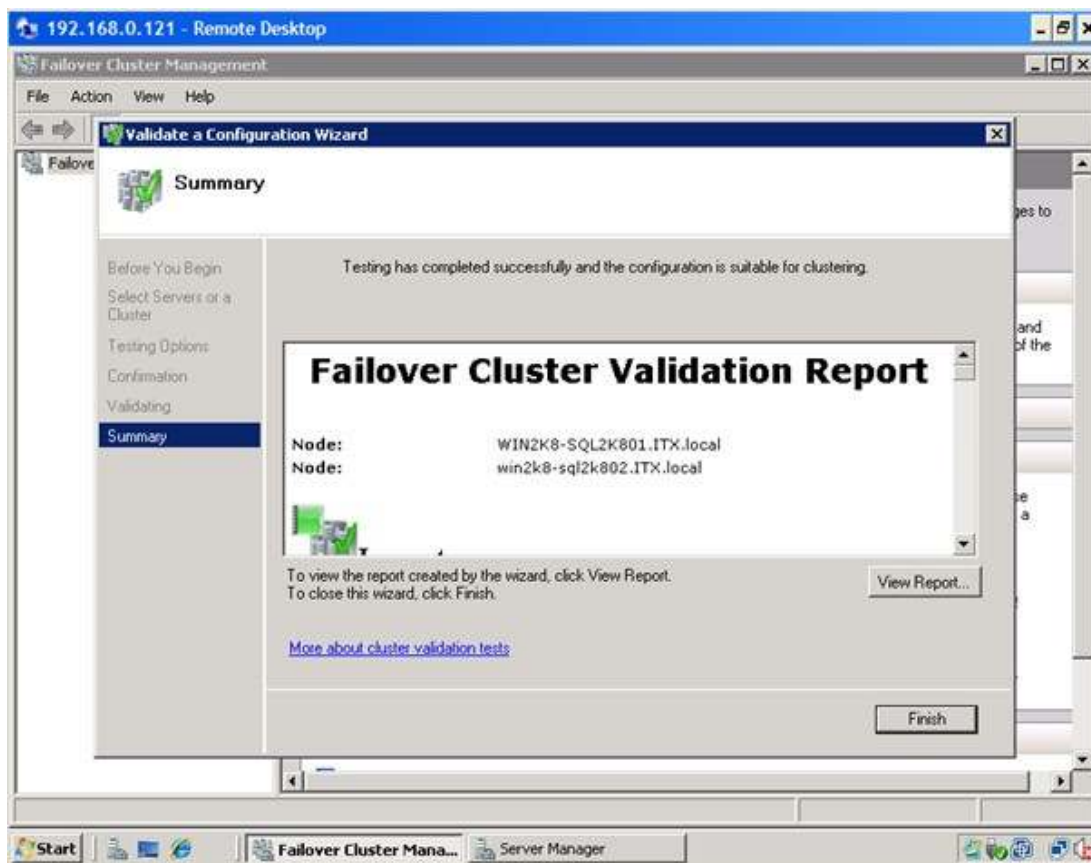 192.168.0.121 - Remote Desktop
Failover Cluster Management
File Action View Help
Failove
Validate a Configuration Wizard
Summary
ges to
Before You Begin
Select Servers or a
Cluster
Testing Options
Confirmation
Validating
Summary
Testing has completed successfully and the configuration is suitable for clustering.
and
of the
Failover Cluster Validation Report
Node: WIN2K8-SQL2K801.ITX.local
Node: win2k8-sql2k802.ITX.local
se
a
To view the report created by the wizard, click View Report.
To close this wizard, click Finish.
View Report...
More about cluster validation tests
Finish
Start
Failover Cluster Mana...
Server Manager